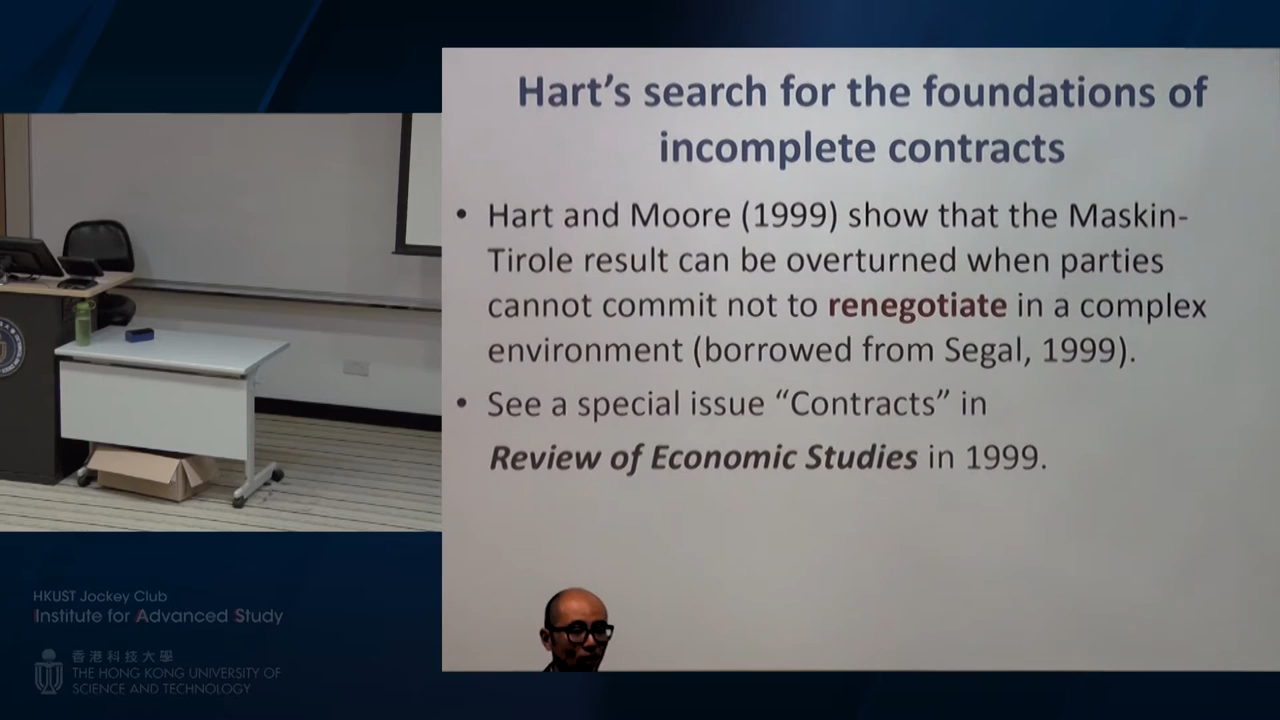 Hart's search for the foundations of
incomplete contracts
• Hart and Moore (1999) show that the Maskin-
Tirole result can be overturned when parties
cannot commit not to renegotiate in a complex
environment (borrowed from Segal, 1999).
• See a special issue “Contracts” in
Review of Economic Studies in 1999.
HKUST Jockey Club
Institute for Advanced Study
香港科技大學
THE HONG KONG UNIVERSITY OF
SCIENCE AND TECHNOLOGY